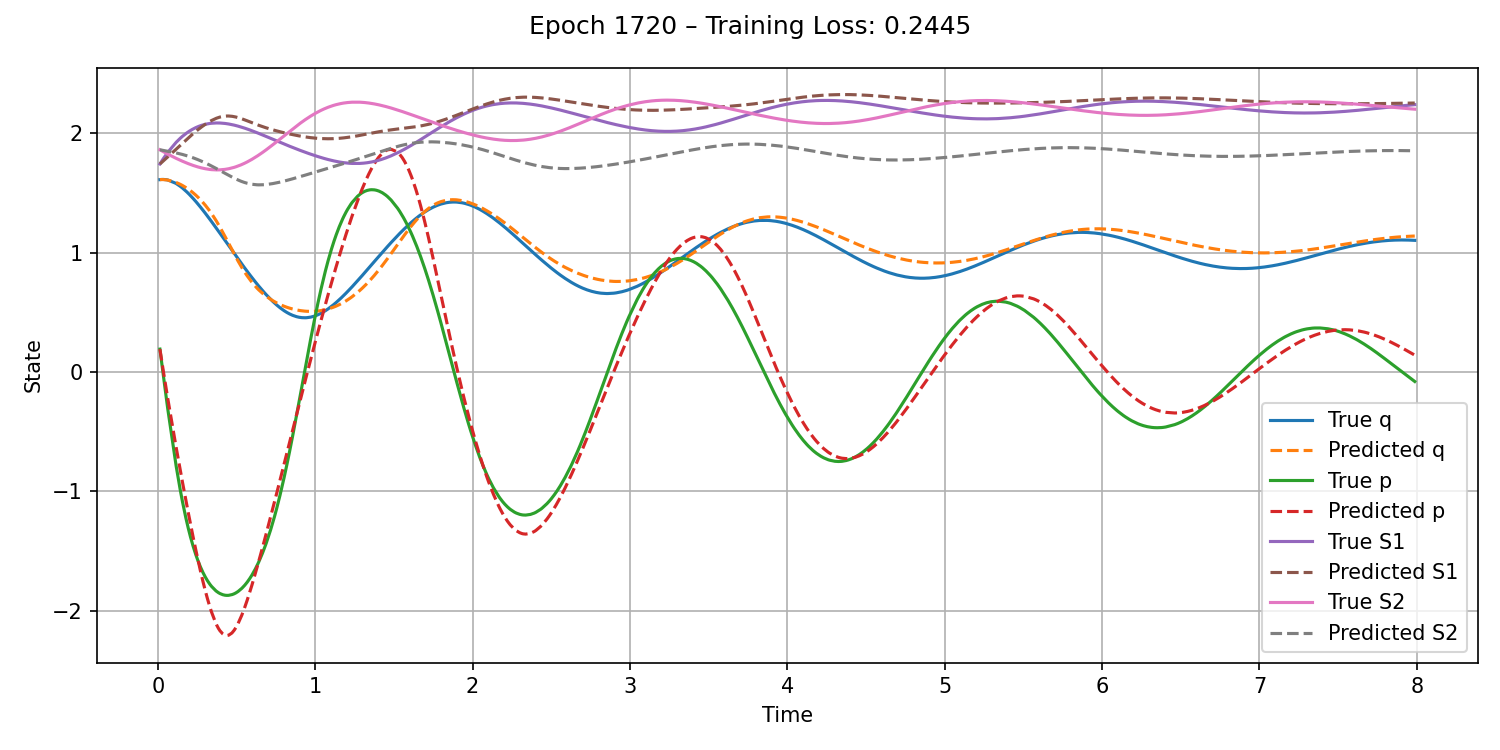 Epoch 1720 – Training Loss: 0.2445
State
2
1
0
−1
−2
0 1 2 3 4 5 6 7 8
Time
True q
Predicted q
True p
Predicted p
True S1
Predicted S1
True S2
Predicted S2